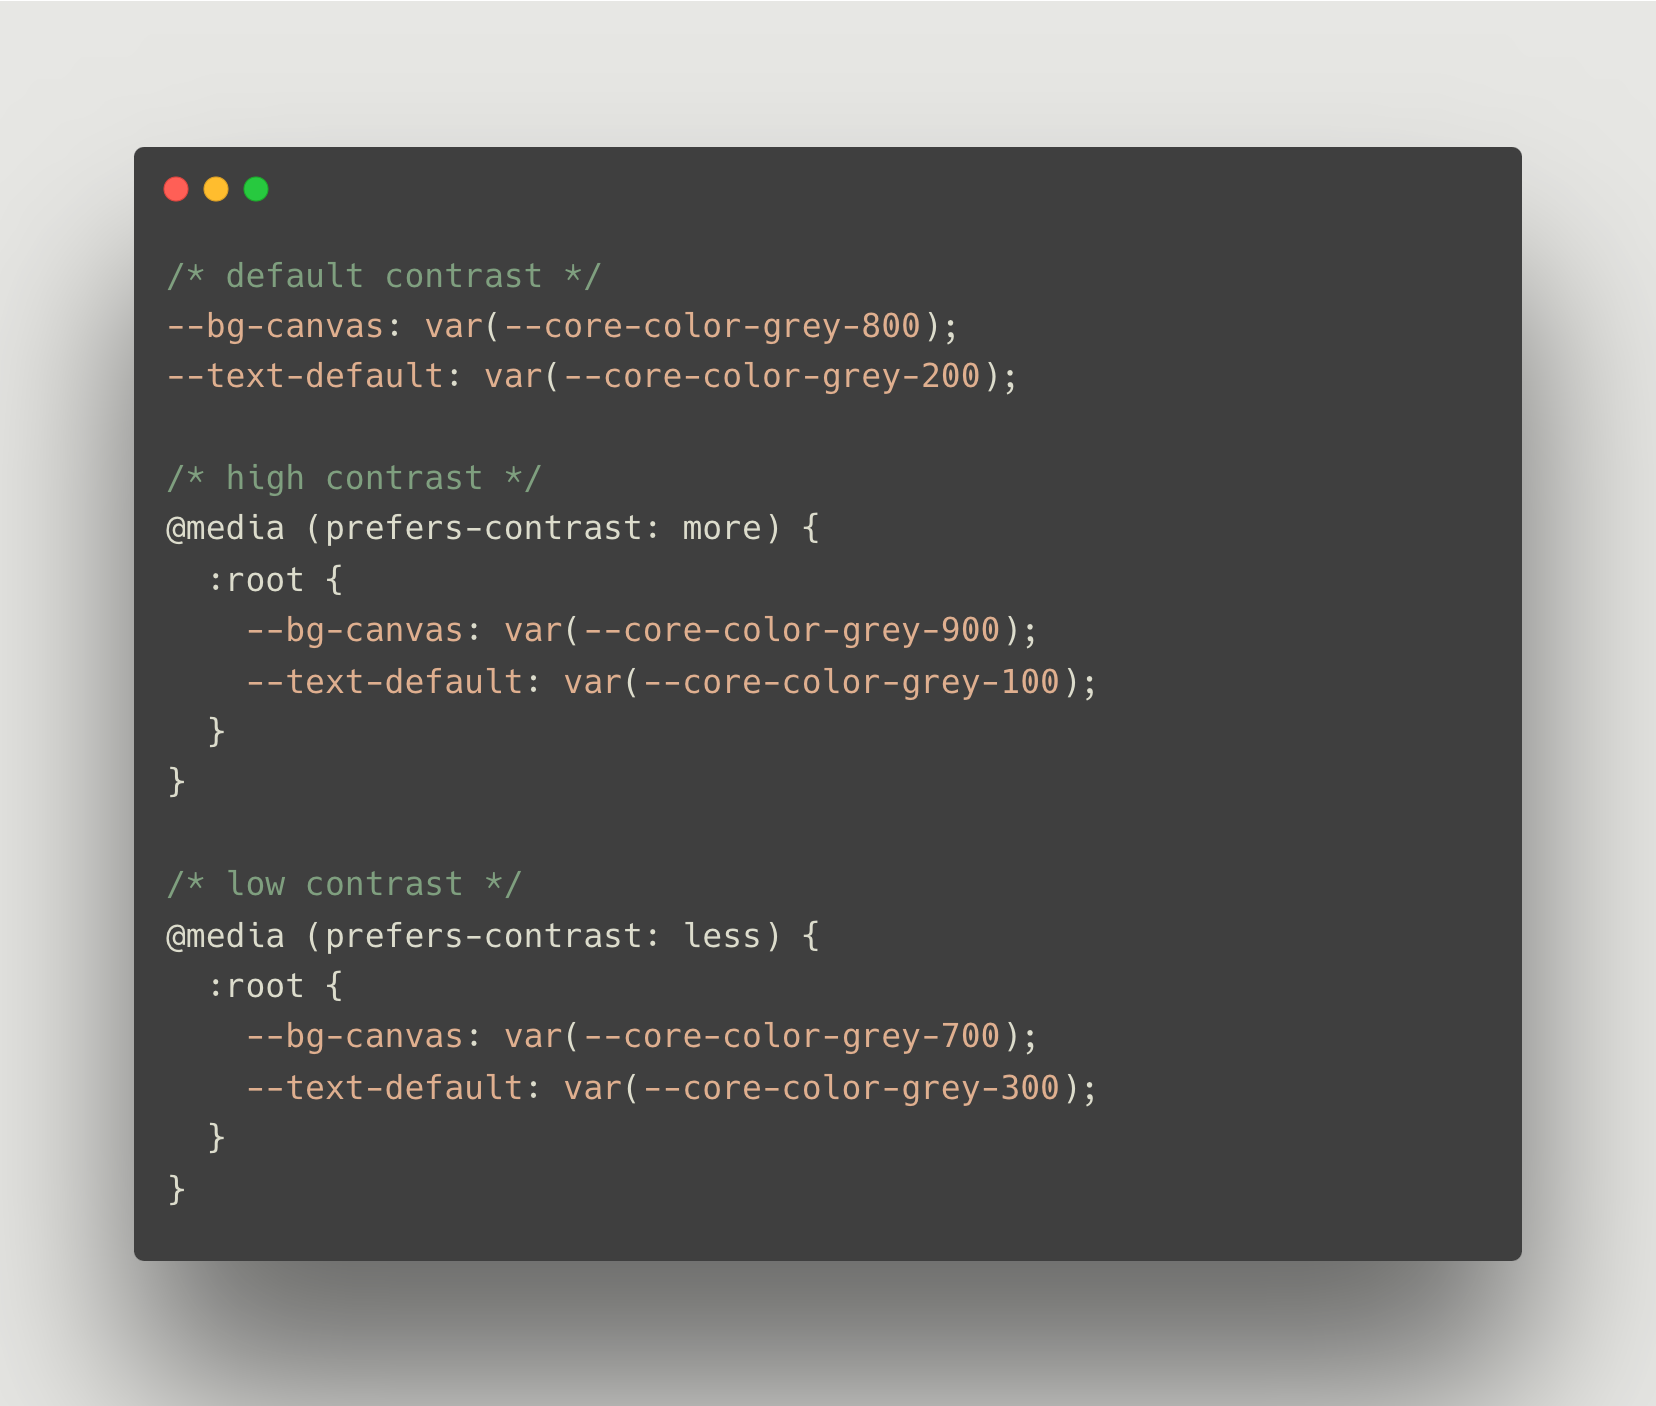 /* default contrast */
--bg-canvas: var(--core-color-grey-800);
--text-default: var(--core-color-grey-200);

/* high contrast */
@media (prefers-contrast: more) {
  :root {
    --bg-canvas: var(--core-color-grey-900);
    --text-default: var(--core-color-grey-100);
  }
}

/* low contrast */
@media (prefers-contrast: less) {
  :root {
    --bg-canvas: var(--core-color-grey-700);
    --text-default: var(--core-color-grey-300);
  }
}